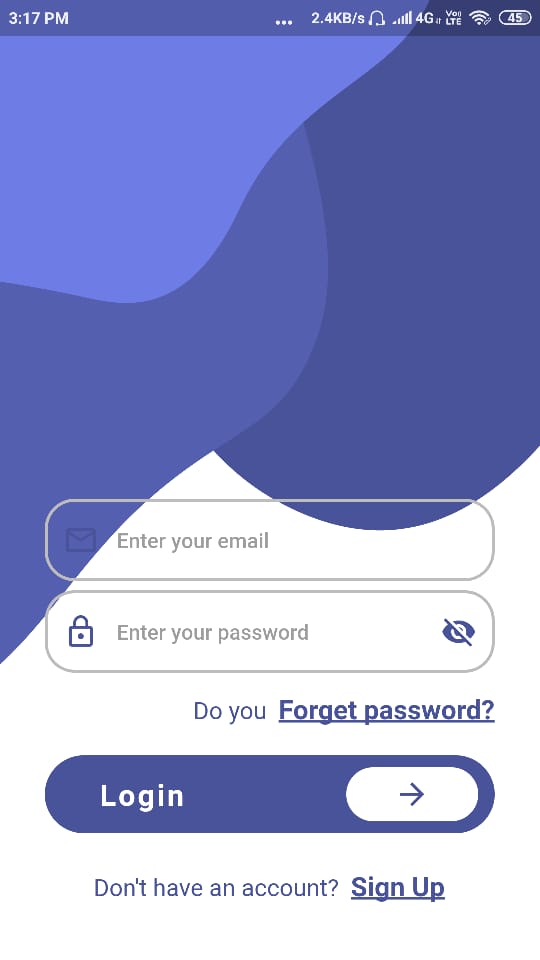 3:17 PM ... 2.4KB/s 4G Vo)) LTE 45
Enter your email
Enter your password
Do you Forget password?
Login
Don't have an account? Sign Up